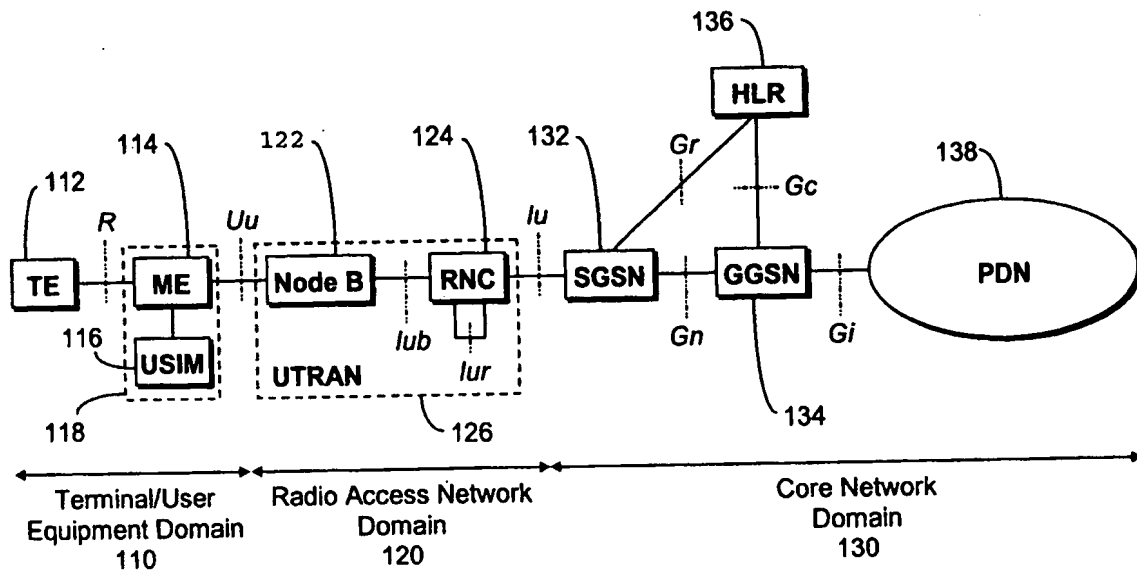 136
HLR
114
122
124
132
Gr
138
112
Gc
R
Uu
Iu
TE
ME
Node B
RNC
SGSN
GGSN
PDN
116
USIM
Iub
Iur
Gn
Gi
UTRAN
118
126
134
Terminal/User
Equipment Domain
110
Radio Access Network
Domain
120
Core Network
Domain
130